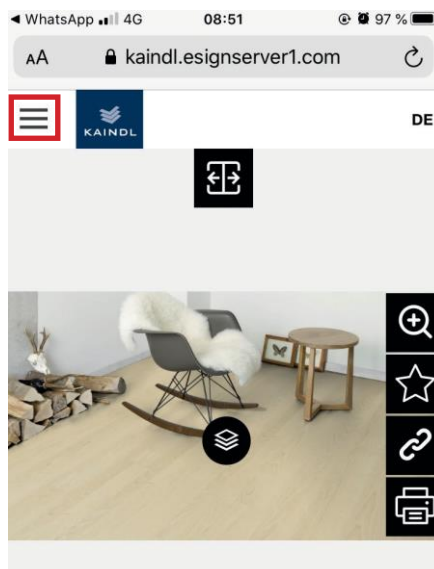 WhatsApp 4G 08:51 97 %
AA kaindl.esignserver1.com
KAINDL
DE